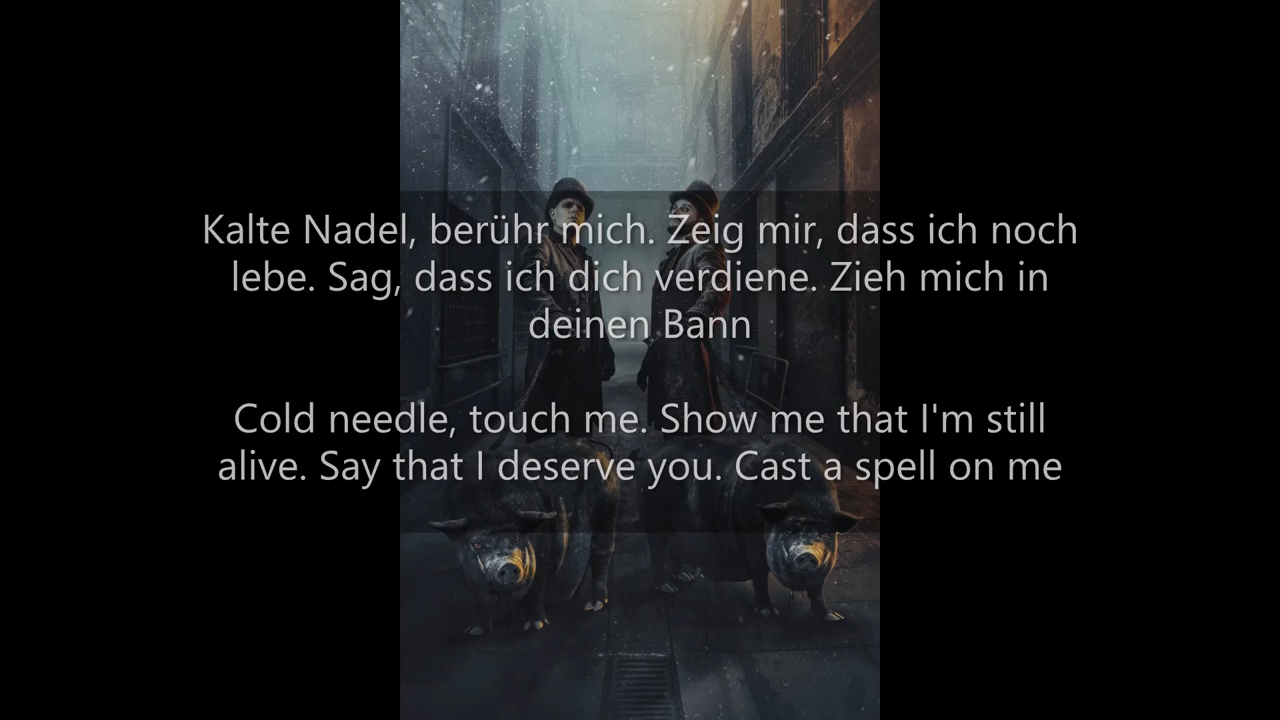 Kalte Nadel, berühr mich. Zeig mir, dass ich noch
lebe. Sag, dass ich dich verdiene. Zieh mich in
deinen Bann
Cold needle, touch me. Show me that I'm still
alive. Say that I deserve you. Cast a spell on me